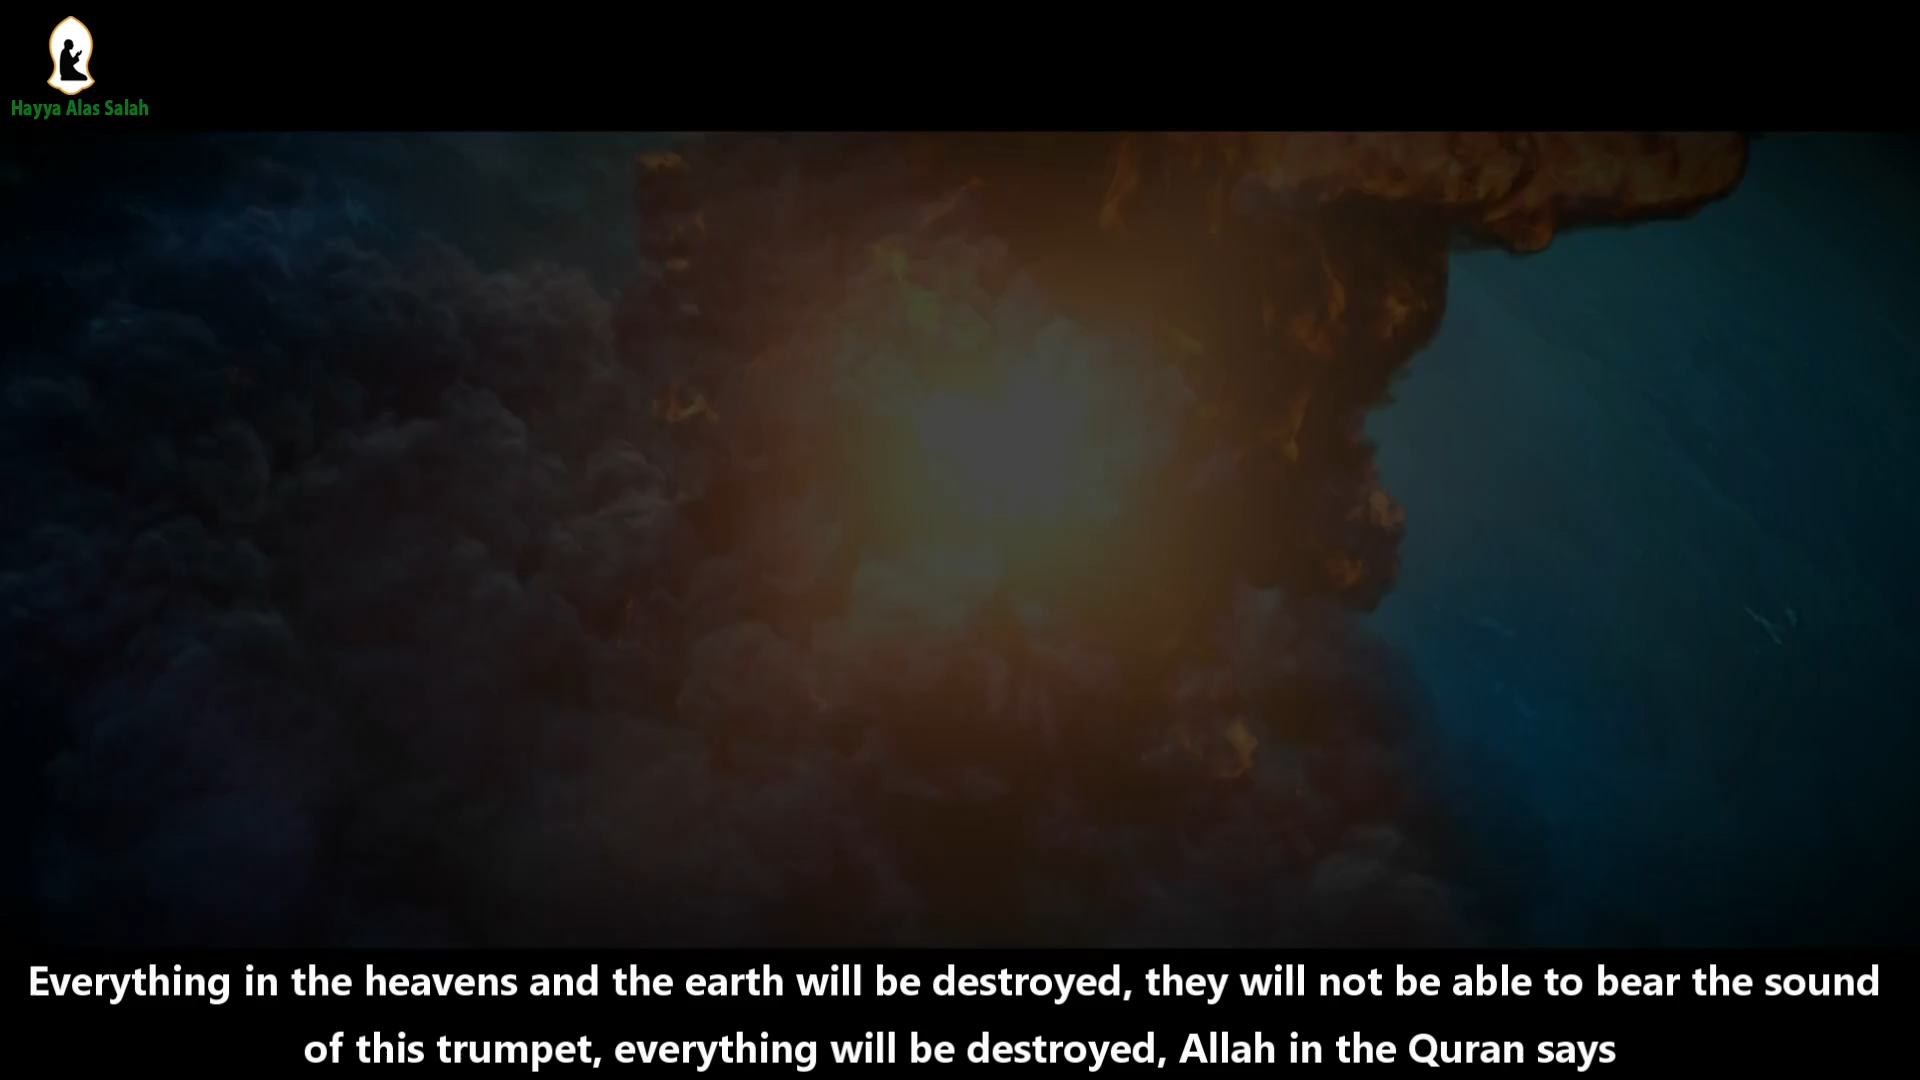 Hayya Alas Salah
Everything in the heavens and the earth will be destroyed, they will not be able to bear the sound
of this trumpet, everything will be destroyed, Allah in the Quran says